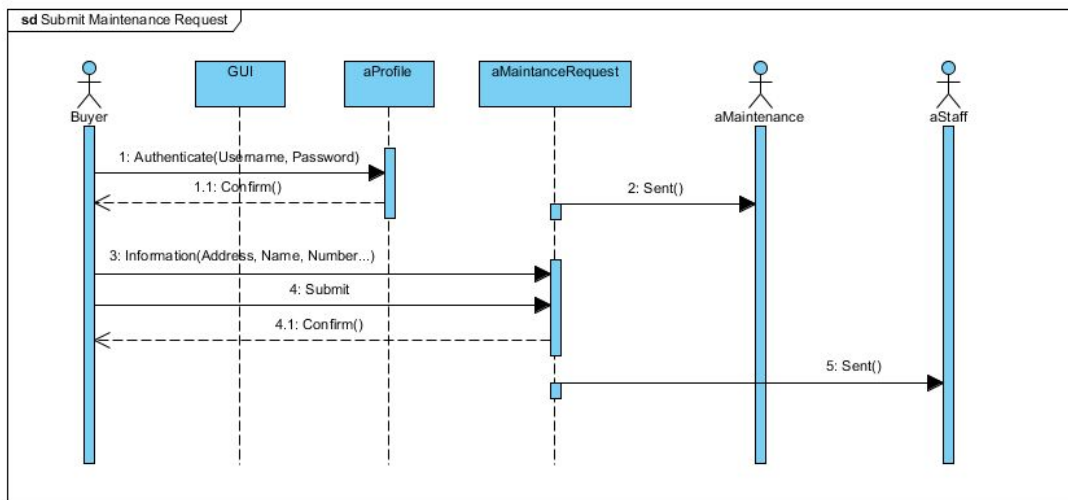 sd Submit Maintenance Request
GUI
aProfile
aMaintanceRequest
Buyer
aMaintenance
aStaff
1: Authenticate(Username, Password)
1.1: Confirm()
2: Sent()
3: Information(Address, Name, Number...)
4: Submit
4.1: Confirm()
5: Sent()